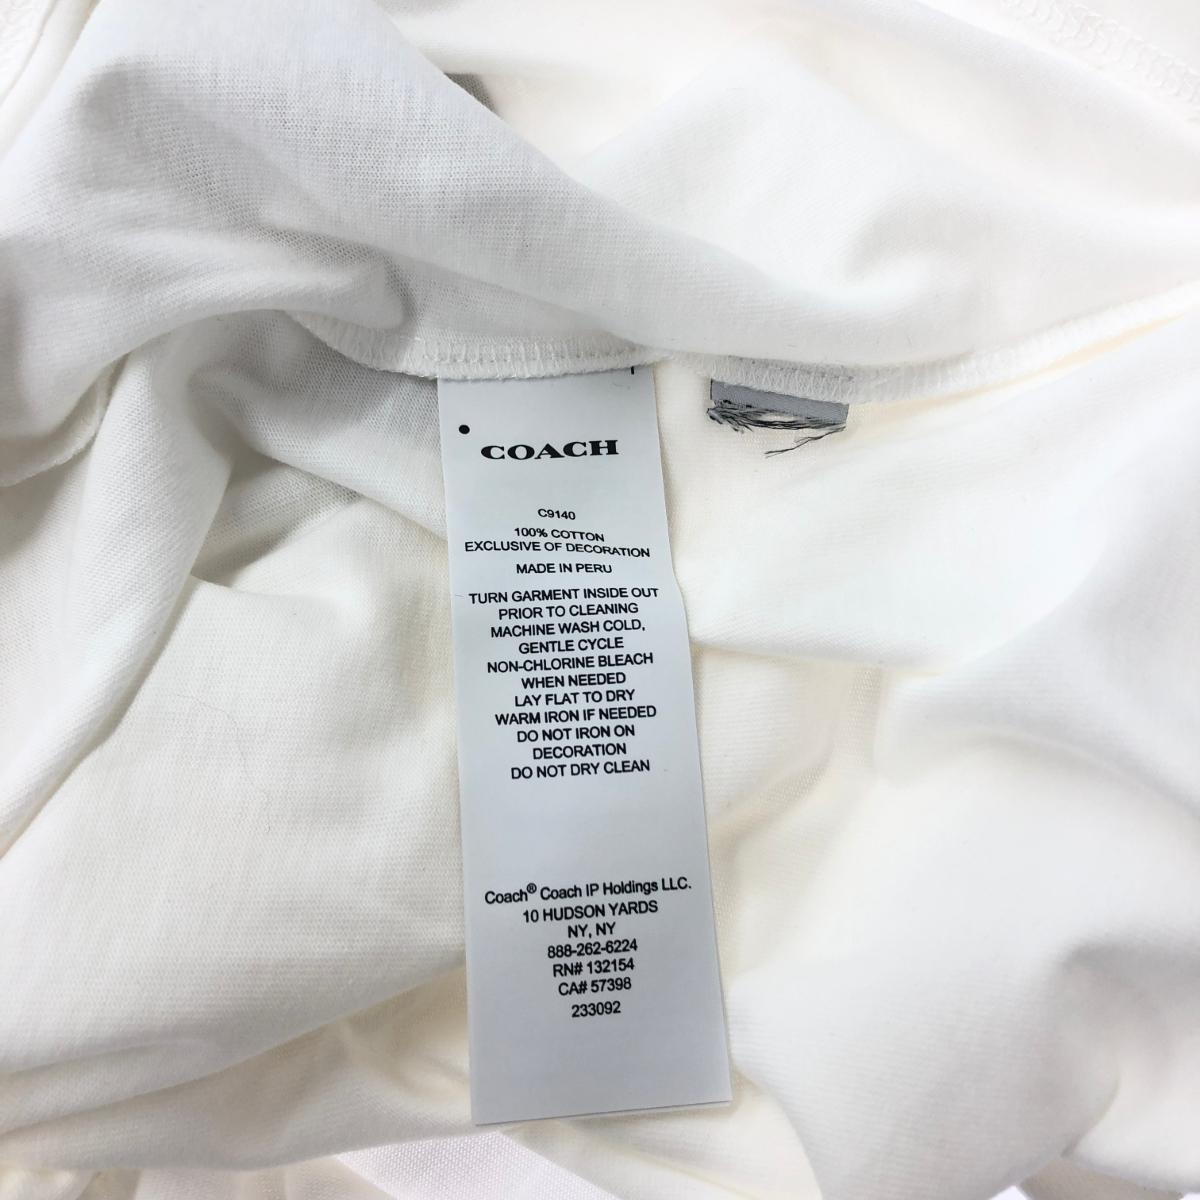 COACH
C9140
100% COTTON
EXCLUSIVE OF DECORATION
MADE IN PERU
TURN GARMENT INSIDE OUT
PRIOR TO CLEANING
MACHINE WASH COLD,
GENTLE CYCLE
NON-CHLORINE BLEACH
WHEN NEEDED
LAY FLAT TO DRY
WARM IRON IF NEEDED
DO NOT IRON ON
DECORATION
DO NOT DRY CLEAN
Coach® Coach IP Holdings LLC.
10 HUDSON YARDS
NY, NY
888-262-6224
RN# 132154
CA# 57398
233092